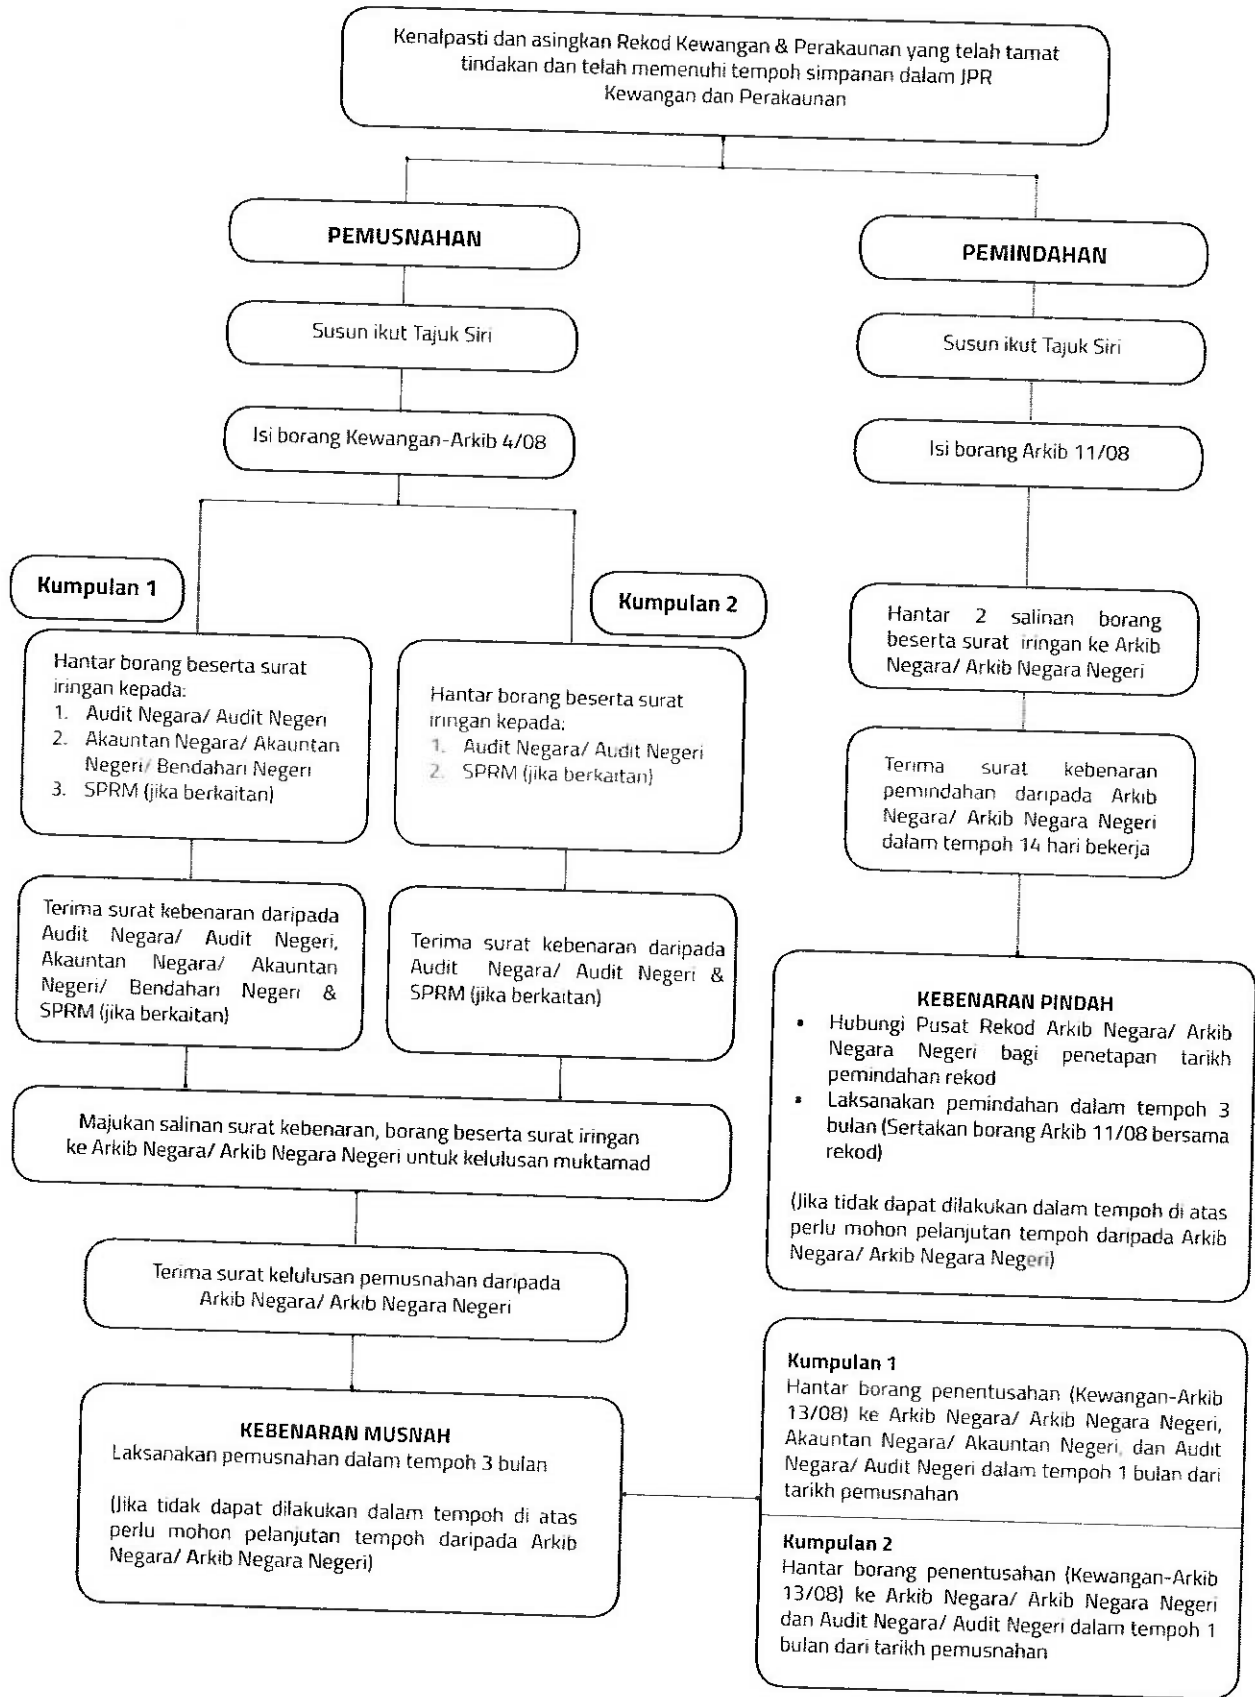 Kenalpasti dan asingkan Rekod Kewangan & Perakaunan yang telah tamat
tindakan dan telah memenuhi tempoh simpanan dalam JPR
Kewangan dan Perakaunan
PEMUSNAHAN
Susun ikut Tajuk Siri
Isi borang Kewangan-Arkib 4/08
Kumpulan 1
Hantar borang beserta surat
iringan kepada:
1. Audit Negara/ Audit Negeri
2. Akauntan Negara/ Akauntan
Negeri/ Bendahari Negeri
3. SPRM (jika berkaitan)
Terima surat kebenaran daripada
Audit Negara/ Audit Negeri,
Akauntan Negara/ Akauntan
Negeri/ Bendahari Negeri &
SPRM (jika berkaitan)
Kumpulan 2
Hantar borang beserta surat
iringan kepada:
1. Audit Negara/ Audit Negeri
2. SPRM (jika berkaitan)
Terima surat kebenaran daripada
Audit Negara/ Audit Negeri &
SPRM (jika berkaitan)
Majukan salinan surat kebenaran, borang beserta surat iringan
ke Arkib Negara/ Arkib Negara Negeri untuk kelulusan muktamad
Terima surat kelulusan pemusnahan daripada
Arkib Negara/ Arkib Negara Negeri
KEBENARAN MUSNAH
Laksanakan pemusnahan dalam tempoh 3 bulan
(Jika tidak dapat dilakukan dalam tempoh di atas
perlu mohon pelanjutan tempoh daripada Arkib
Negara/ Arkib Negara Negeri)
Kumpulan 1
Hantar borang penentusahan (Kewangan-Arkib
13/08) ke Arkib Negara/ Arkib Negara Negeri,
Akauntan Negara/ Akauntan Negeri, dan Audit
Negara/ Audit Negeri dalam tempoh 1 bulan dari
tarikh pemusnahan
Kumpulan 2
Hantar borang penentusahan (Kewangan-Arkib
13/08) ke Arkib Negara/ Arkib Negara Negeri
dan Audit Negara/ Audit Negeri dalam tempoh 1
bulan dari tarikh pemusnahan
PEMINDAHAN
Susun ikut Tajuk Siri
Isi borang Arkib 11/08
Hantar 2 salinan borang
beserta surat iringan ke Arkib
Negara/ Arkib Negara Negeri
Terima surat kebenaran
pemindahan daripada Arkib
Negara/ Arkib Negara Negeri
dalam tempoh 14 hari bekerja
KEBENARAN PINDAH
• Hubungi Pusat Rekod Arkib Negara/ Arkib
Negara Negeri bagi penetapan tarikh
pemindahan rekod
• Laksanakan pemindahan dalam tempoh 3
bulan (Sertakan borang Arkib 11/08 bersama
rekod)
(Jika tidak dapat dilakukan dalam tempoh di atas
perlu mohon pelanjutan tempoh daripada Arkib
Negara/ Arkib Negara Negeri)